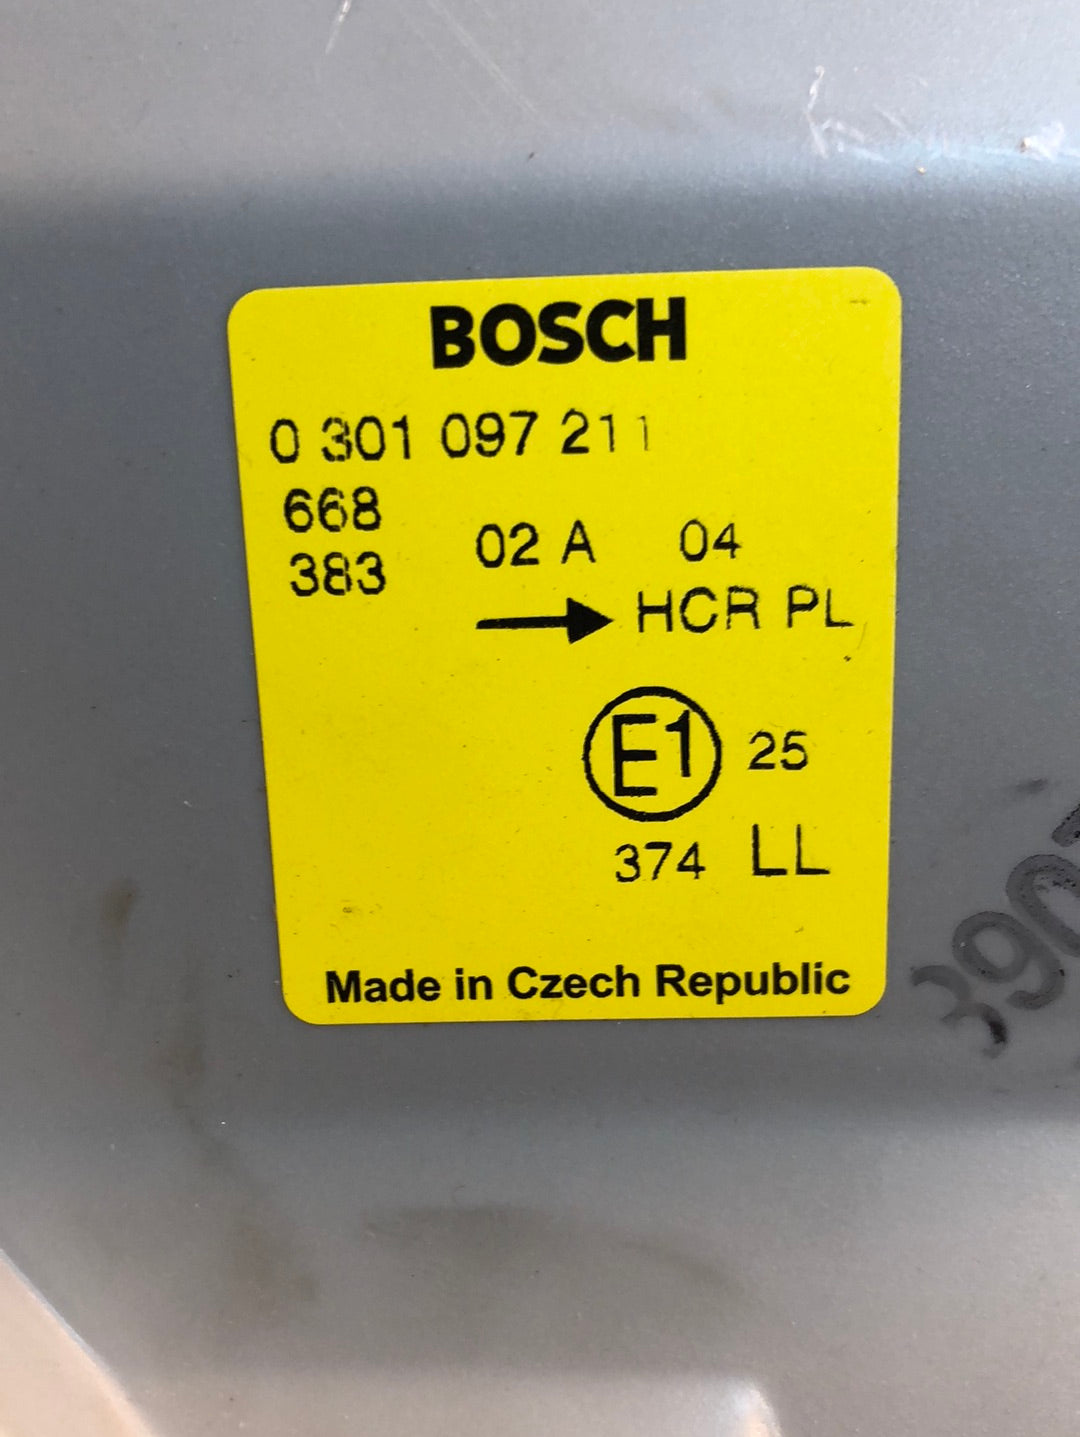 BOSCH
0 301 097 211
668
383
02 A 04
→ HCR PL
E1 25
374 LL
Made in Czech Republic